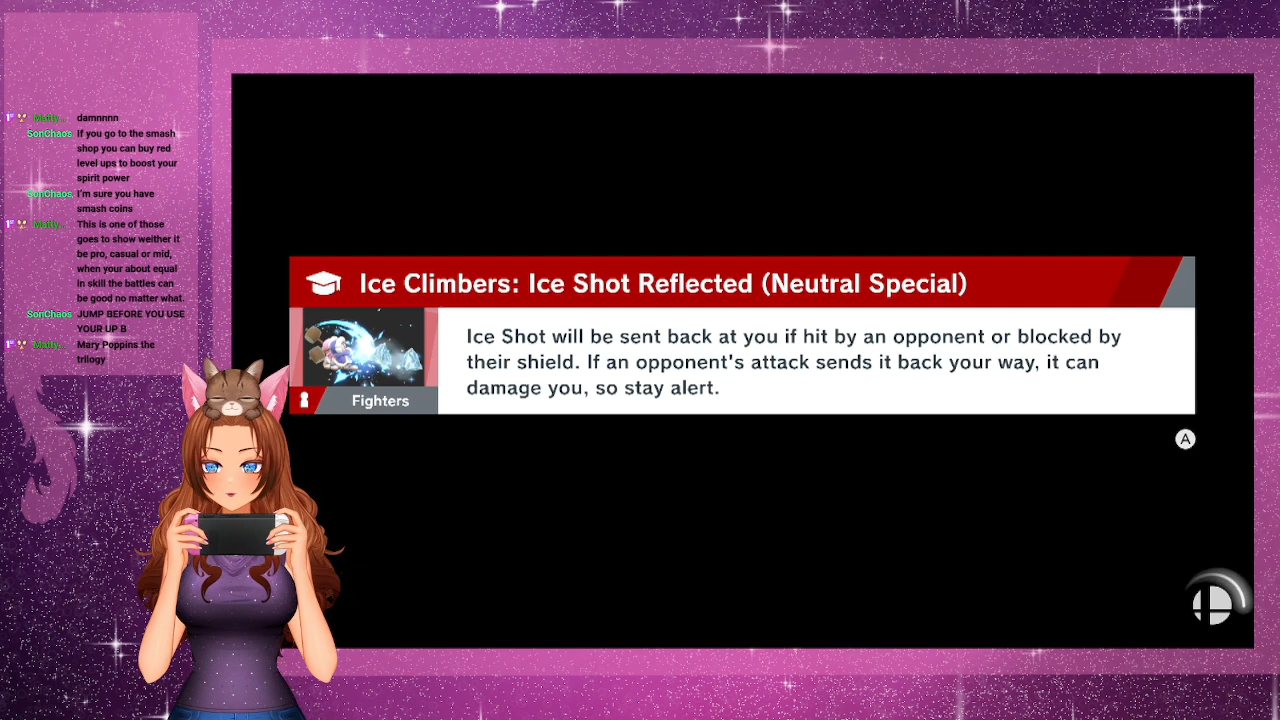 Matty... damnnnn
SonChaos If you go to the smash
shop you can buy red
level ups to boost your
spirit power
SonChaos I'm sure you have
smash coins
Matty... This is one of those
goes to show weither it
be pro, casual or mid,
when your about equal
in skill the battles can
be good no matter what.
SonChaos JUMP BEFORE YOU USE
YOUR UP B
Matty... Mary Poppins the
trilogy
Ice Climbers: Ice Shot Reflected (Neutral Special)
Ice Shot will be sent back at you if hit by an opponent or blocked by
their shield. If an opponent's attack sends it back your way, it can
damage you, so stay alert.
Fighters
A